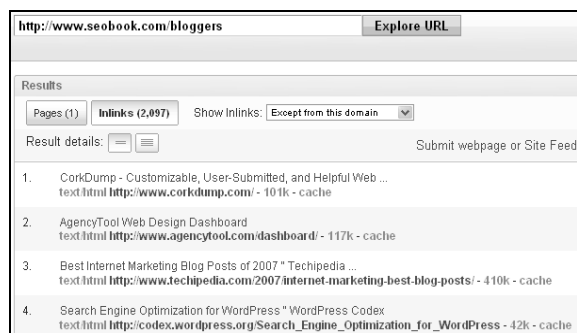 http://www.seobook.com/bloggers Explore URL
Results
Pages (1) Inlinks (2,097) Show Inlinks: Except from this domain
Result details: Submit webpage or Site Feed
1. CorkDump - Customizable, User-Submitted, and Helpful Web ...
text/html http://www.corkdump.com/ - 101k - cache
2. AgencyTool Web Design Dashboard
text/html http://www.agencytool.com/dashboard/ - 117k - cache
3. Best Internet Marketing Blog Posts of 2007 " Techipedia ...
text/html http://www.techipedia.com/2007/internet-marketing-best-blog-posts/ - 410k - cache
4. Search Engine Optimization for WordPress " WordPress Codex
text/html http://codex.wordpress.org/Search_Engine_Optimization_for_WordPress - 42k - cache